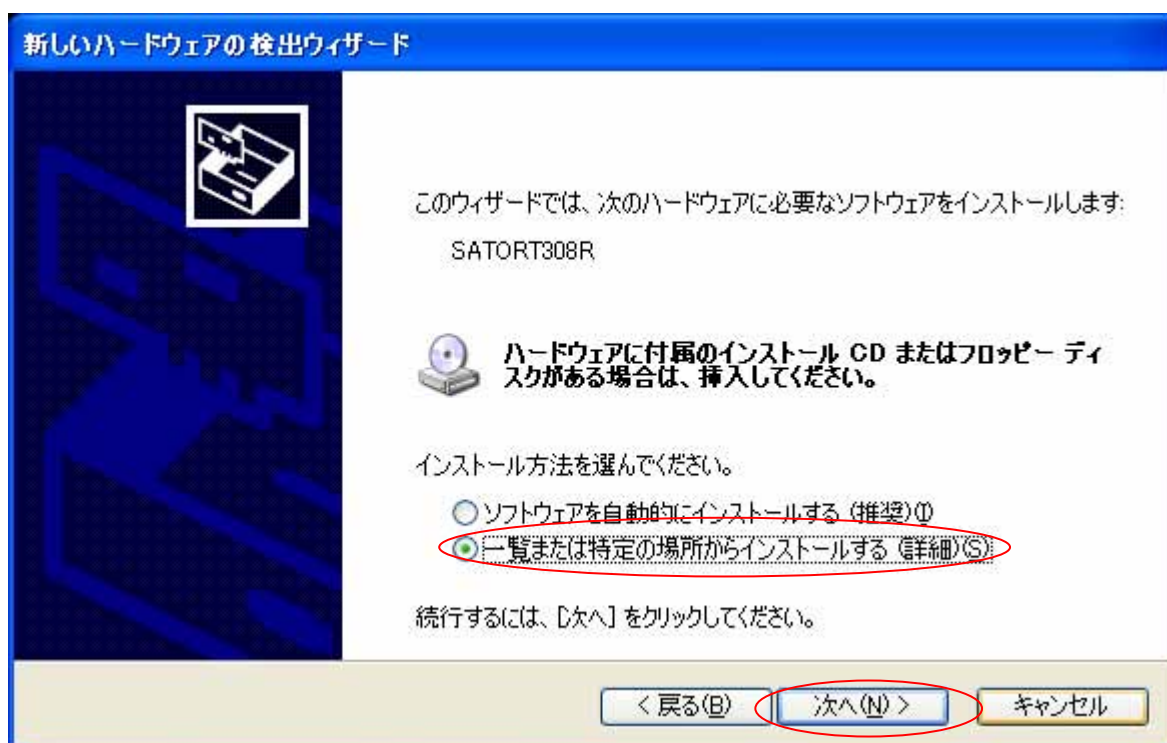 新しいハードウェアの検出ウィザード
このウィザードでは、次のハードウェアに必要なソフトウェアをインストールします:
SATORT308R
ハードウェアに付属のインストール CD またはフロッピー ディ
スクがある場合は、挿入してください。
インストール方法を選んでください。
ソフトウェアを自動的にインストールする (推奨)(I)
一覧または特定の場所からインストールする (詳細)(S)
続行するには、[次へ] をクリックしてください。
< 戻る(B) 次へ(N) > キャンセル